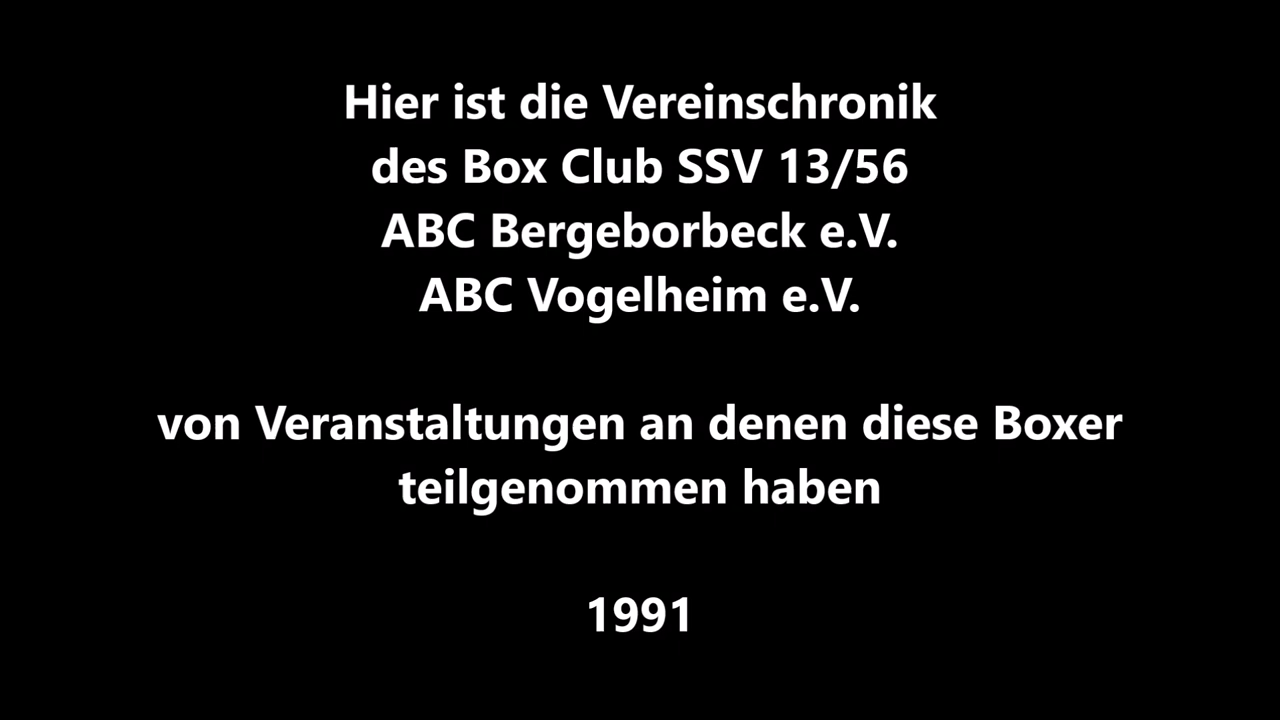 Hier ist die Vereinschronik
des Box Club SSV 13/56
ABC Bergeborbeck e.V.
ABC Vogelheim e.V.
von Veranstaltungen an denen diese Boxer
teilgenommen haben
1991